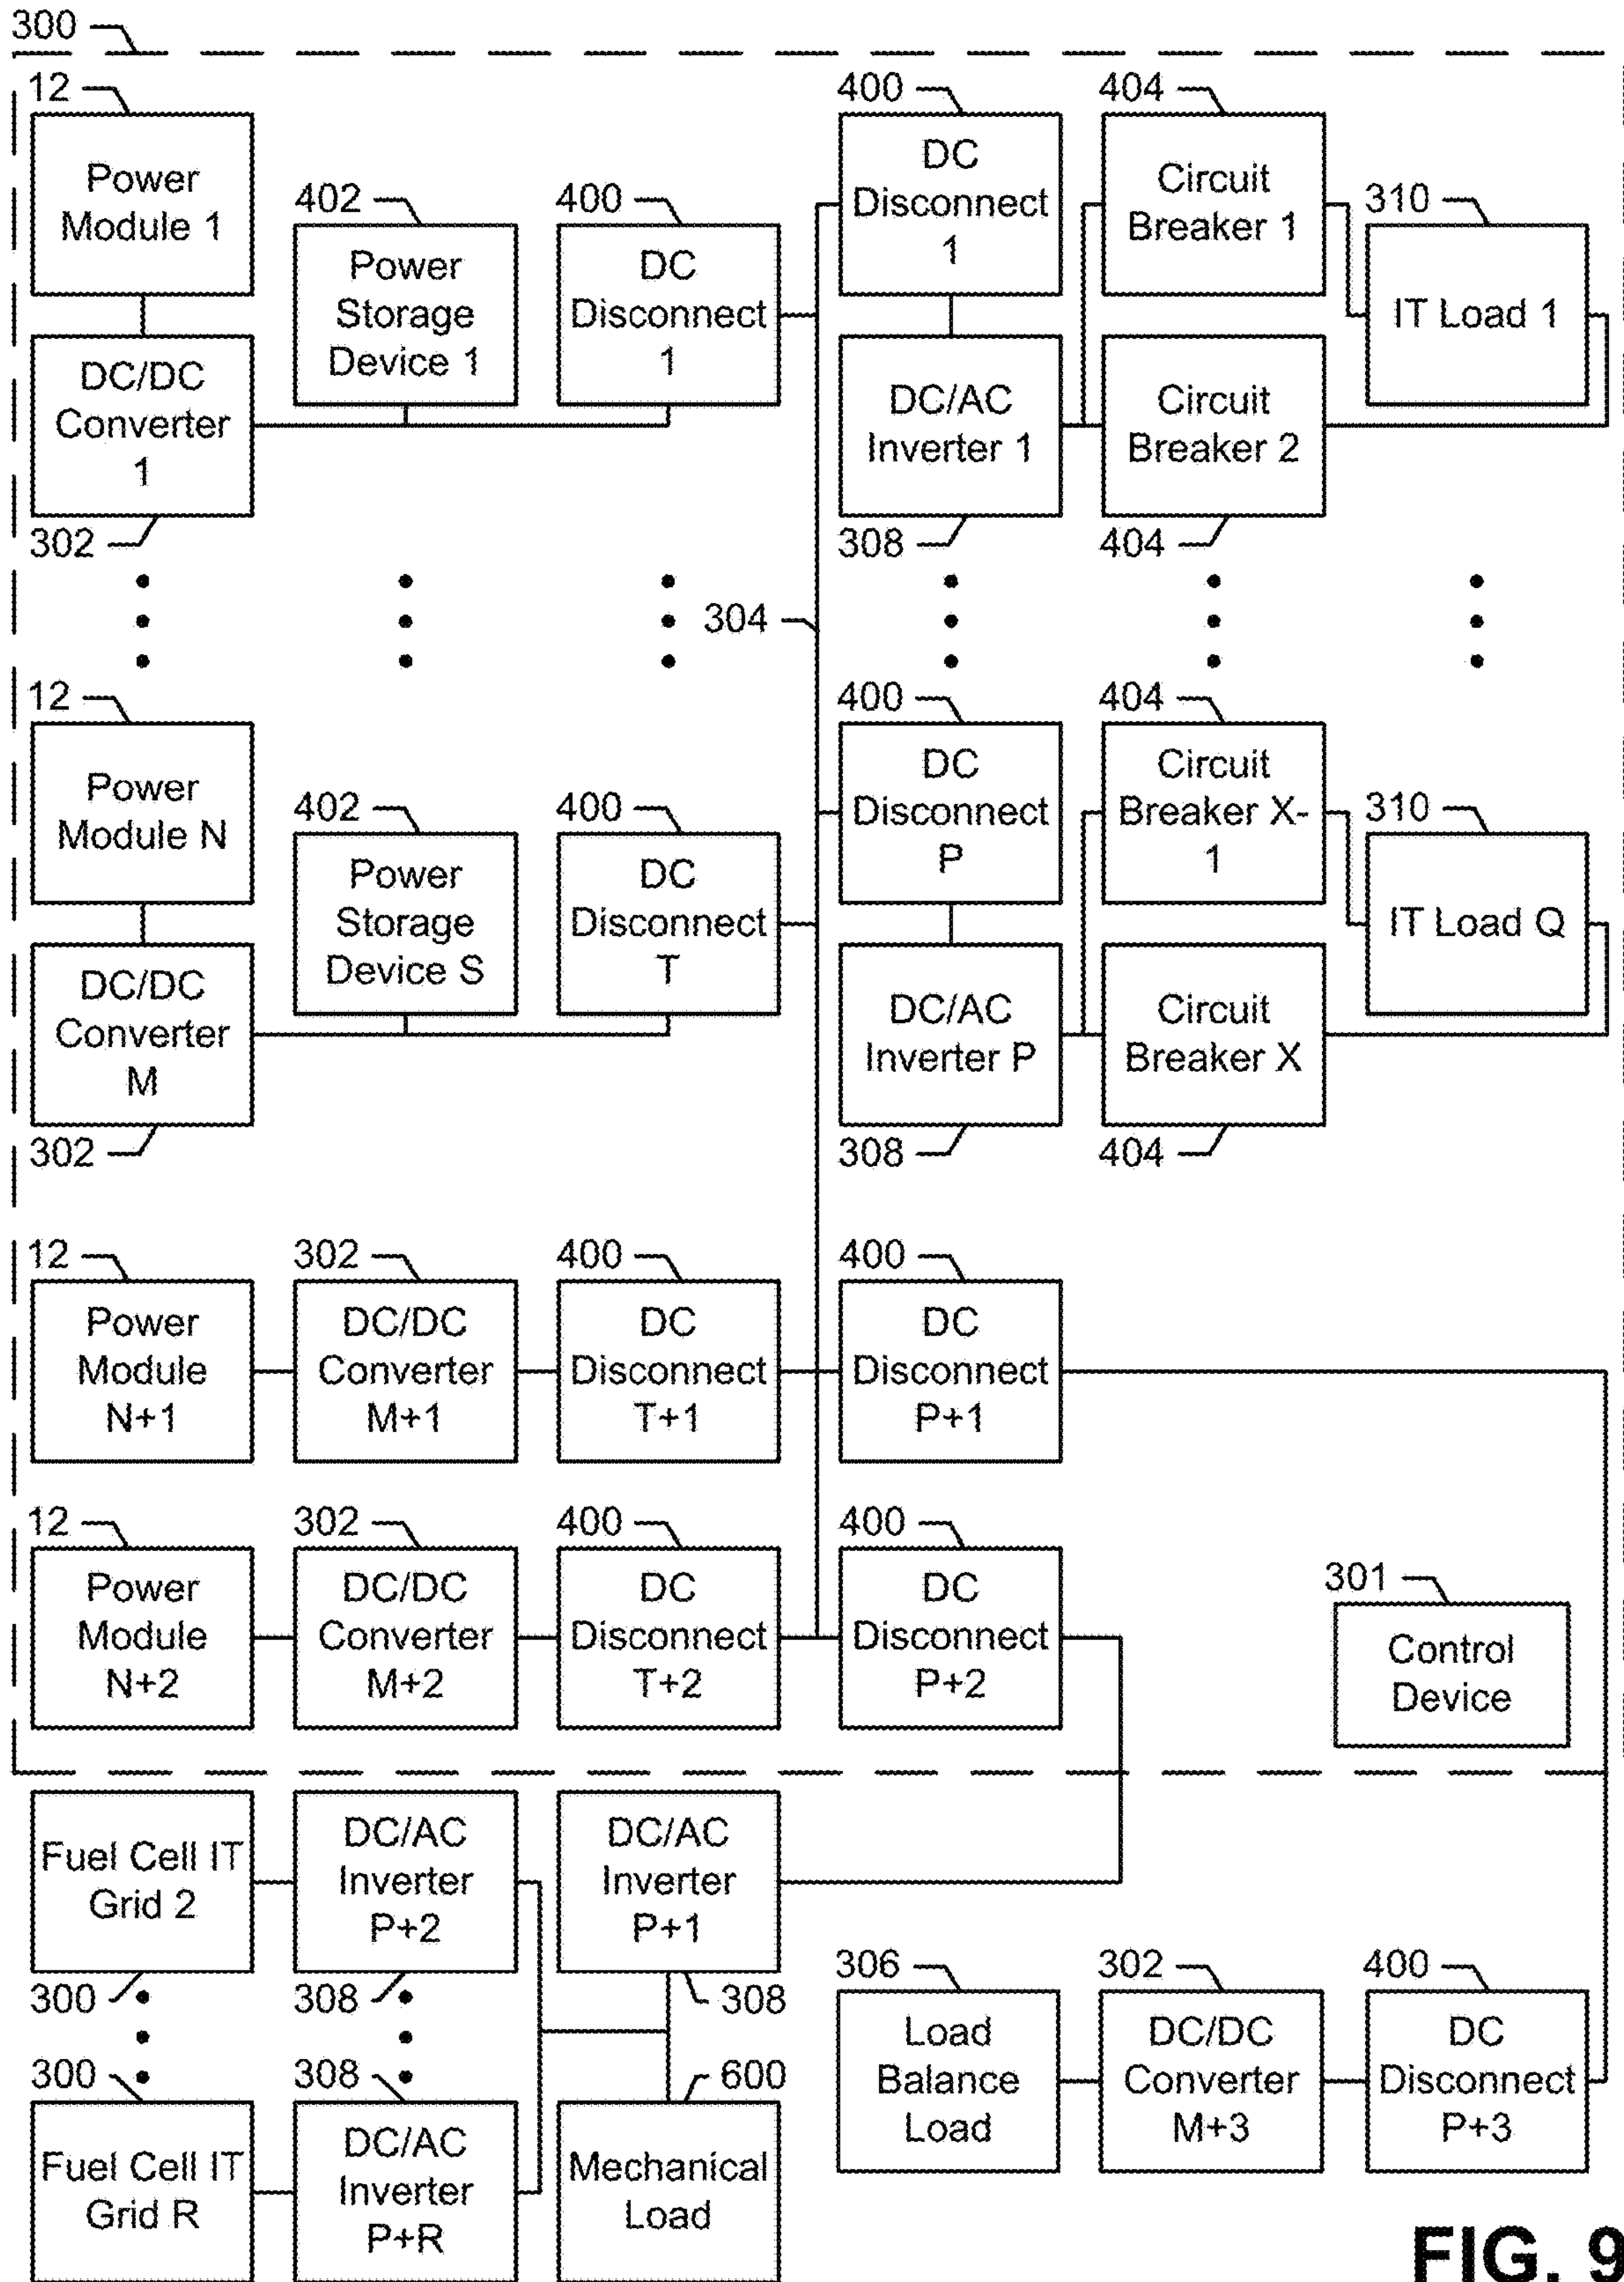 300
12
Power
Module 1
402
Power
Storage
Device 1
400
DC
Disconnect
1
DC/DC
Converter
1
302
400
DC
Disconnect
1
404
Circuit
Breaker 1
310
IT Load 1
DC/AC
Inverter 1
308
Circuit
Breaker 2
404
304
12
Power
Module N
402
Power
Storage
Device S
400
DC
Disconnect
T
DC/DC
Converter
M
302
400
DC
Disconnect
P
404
Circuit
Breaker X-
1
310
IT Load Q
DC/AC
Inverter P
308
Circuit
Breaker X
404
12
Power
Module
N+1
302
DC/DC
Converter
M+1
400
DC
Disconnect
T+1
400
DC
Disconnect
P+1
12
Power
Module
N+2
302
DC/DC
Converter
M+2
400
DC
Disconnect
T+2
400
DC
Disconnect
P+2
301
Control
Device
Fuel Cell IT
Grid 2
300
DC/AC
Inverter
P+2
308
DC/AC
Inverter
P+1
308
300
Fuel Cell IT
Grid R
308
DC/AC
Inverter
P+R
600
Mechanical
Load
306
Load
Balance
Load
302
DC/DC
Converter
M+3
400
DC
Disconnect
P+3
FIG. 9